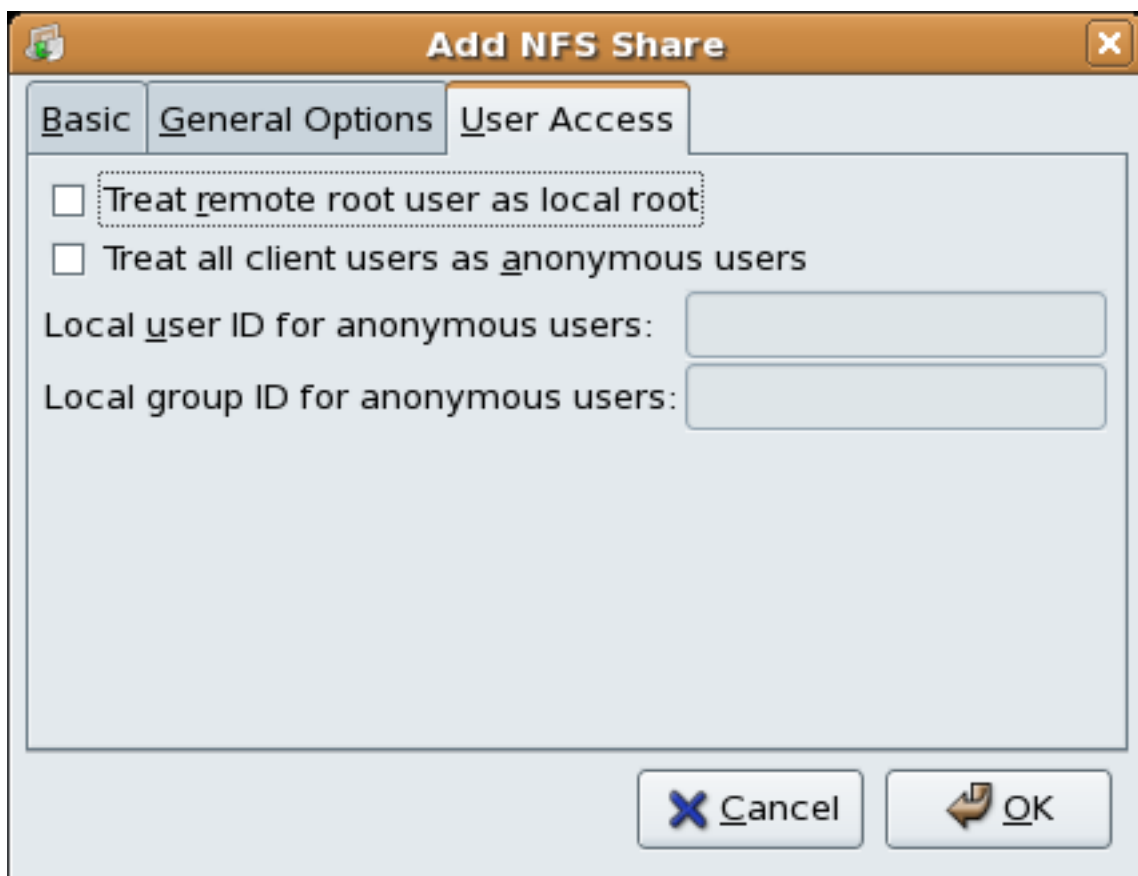 Add NFS Share
Basic General Options User Access
Treat remote root user as local root
Treat all client users as anonymous users
Local user ID for anonymous users:
Local group ID for anonymous users:
Cancel OK